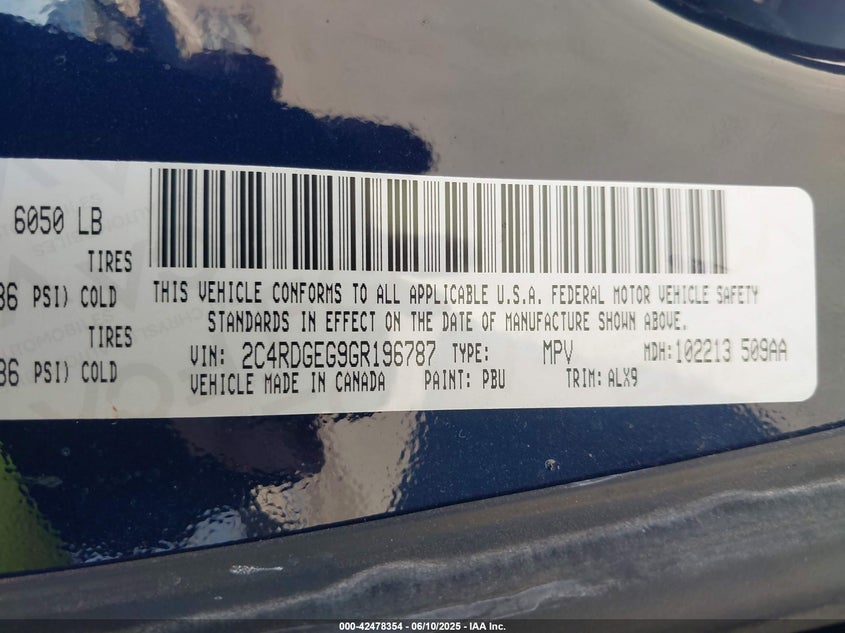 6050 LB
TIRES
36 PSI) COLD
TIRES
36 PSI) COLD
THIS VEHICLE CONFORMS TO ALL APPLICABLE U.S.A. FEDERAL MOTOR VEHICLE SAFETY
STANDARDS IN EFFECT ON THE DATE OF MANUFACTURE SHOWN ABOVE.
VIN: 2C4RDGEG9GR196787 TYPE: MPV MDH:102213 509AA
VEHICLE MADE IN CANADA PAINT: PBU TRIM: ALX9
000-42478354 - 06/10/2025 - IAA Inc.